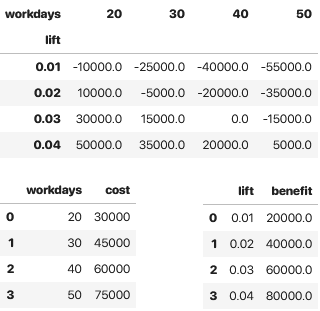 workdays 20 30 40 50
lift
0.01 -10000.0 -25000.0 -40000.0 -55000.0
0.02 10000.0 -5000.0 -20000.0 -35000.0
0.03 30000.0 15000.0 0.0 -15000.0
0.04 50000.0 35000.0 20000.0 5000.0
workdays cost
0 20 30000
1 30 45000
2 40 60000
3 50 75000
lift benefit
0 0.01 20000.0
1 0.02 40000.0
2 0.03 60000.0
3 0.04 80000.0